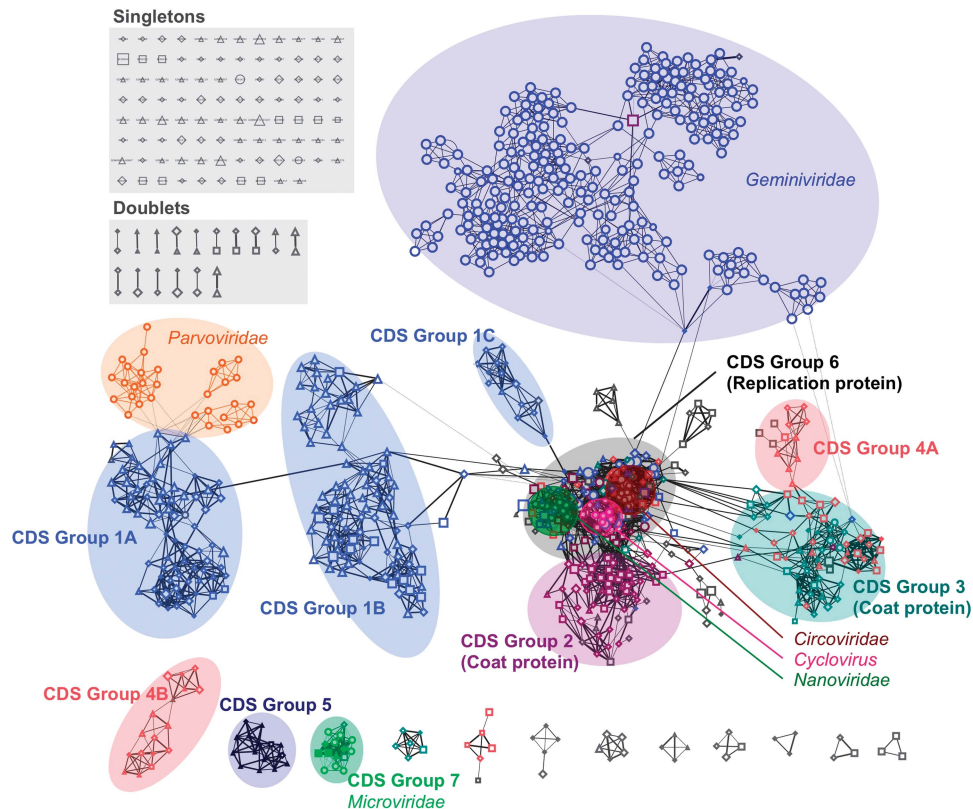 Singletons
Doublets
Geminiviridae
Parvoviridae
CDS Group 1C
CDS Group 6
(Replication protein)
CDS Group 4A
CDS Group 1A
CDS Group 1B
CDS Group 3
(Coat protein)
CDS Group 2
(Coat protein)
Circoviridae
Cyclovirus
Nanoviridae
CDS Group 4B
CDS Group 5
CDS Group 7
Microviridae